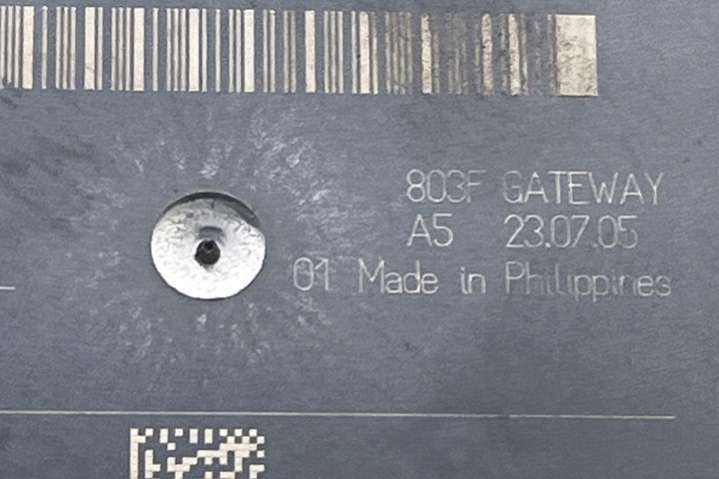 803F GATEWAY
A5 23.07.05
01 Made in Philippines